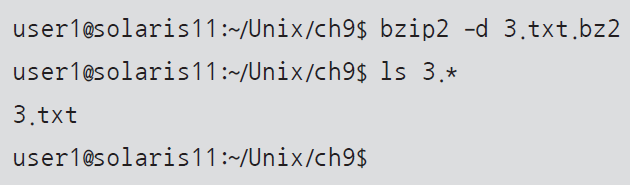 user1@solaris11:~/Unix/ch9$ bzip2 -d 3.txt.bz2
user1@solaris11:~/Unix/ch9$ ls 3.*
3.txt
user1@solaris11:~/Unix/ch9$